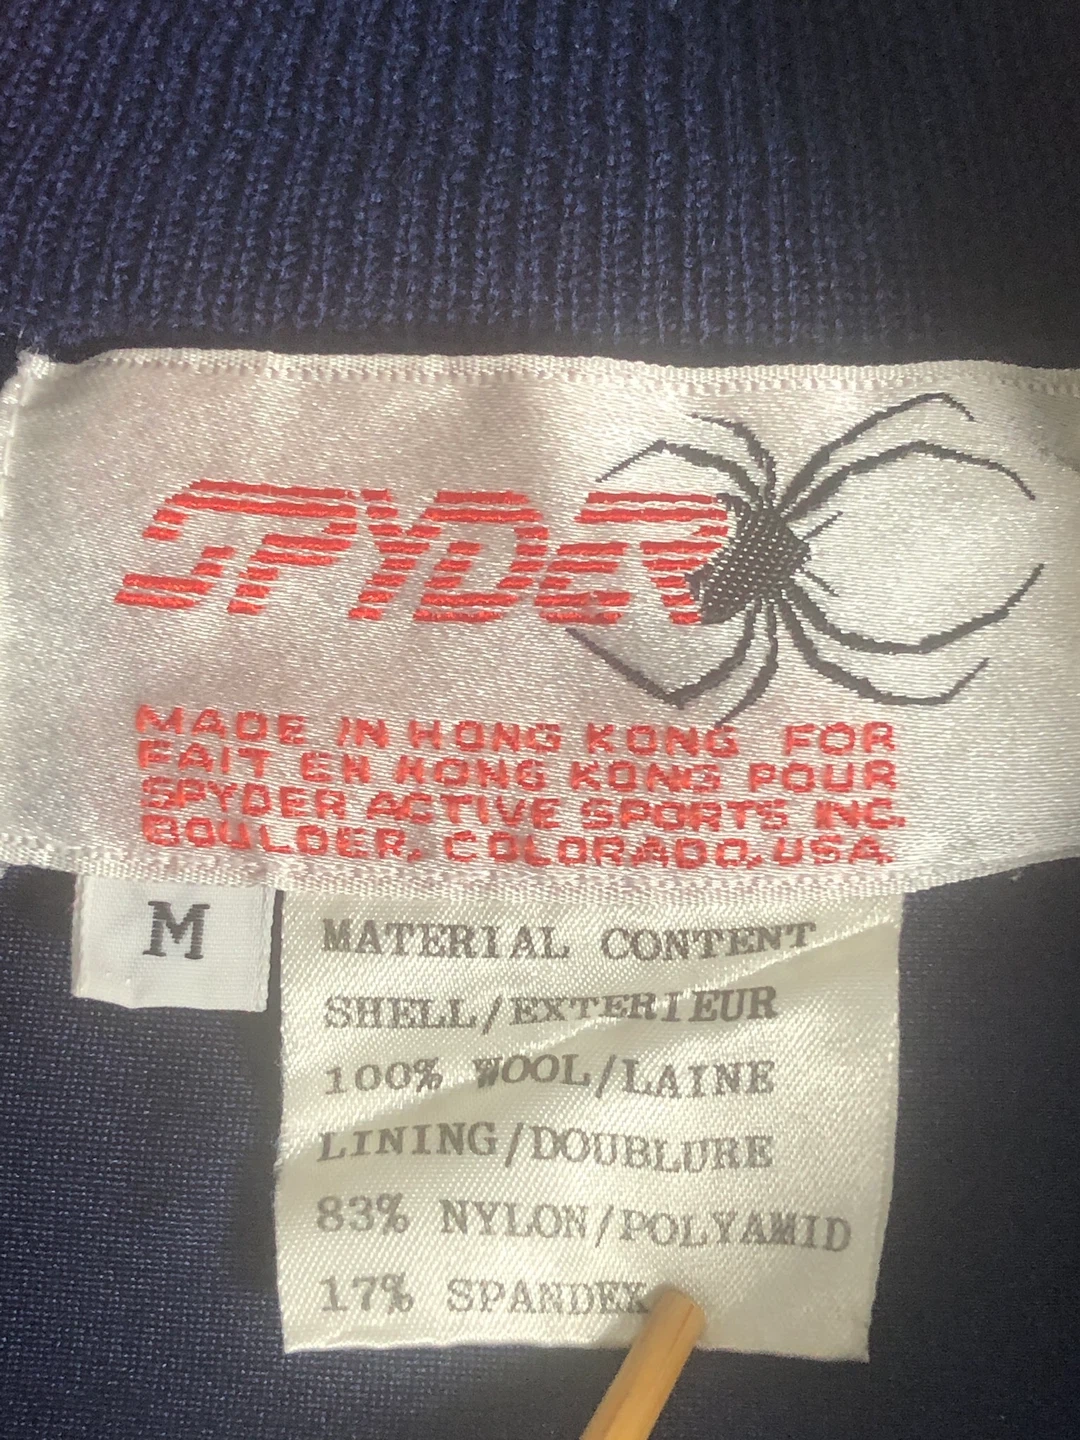 SPYDER
MADE IN HONG KONG FOR
FAIT EN HONG KONG POUR
SPYDER ACTIVE SPORTS INC.
BOULDER, COLORADO, USA.
M
MATERIAL CONTENT
SHELL/EXTERIEUR
100% WOOL/LAINE
LINING/DOUBLURE
83% NYLON/POLYAMID
17% SPANDEX